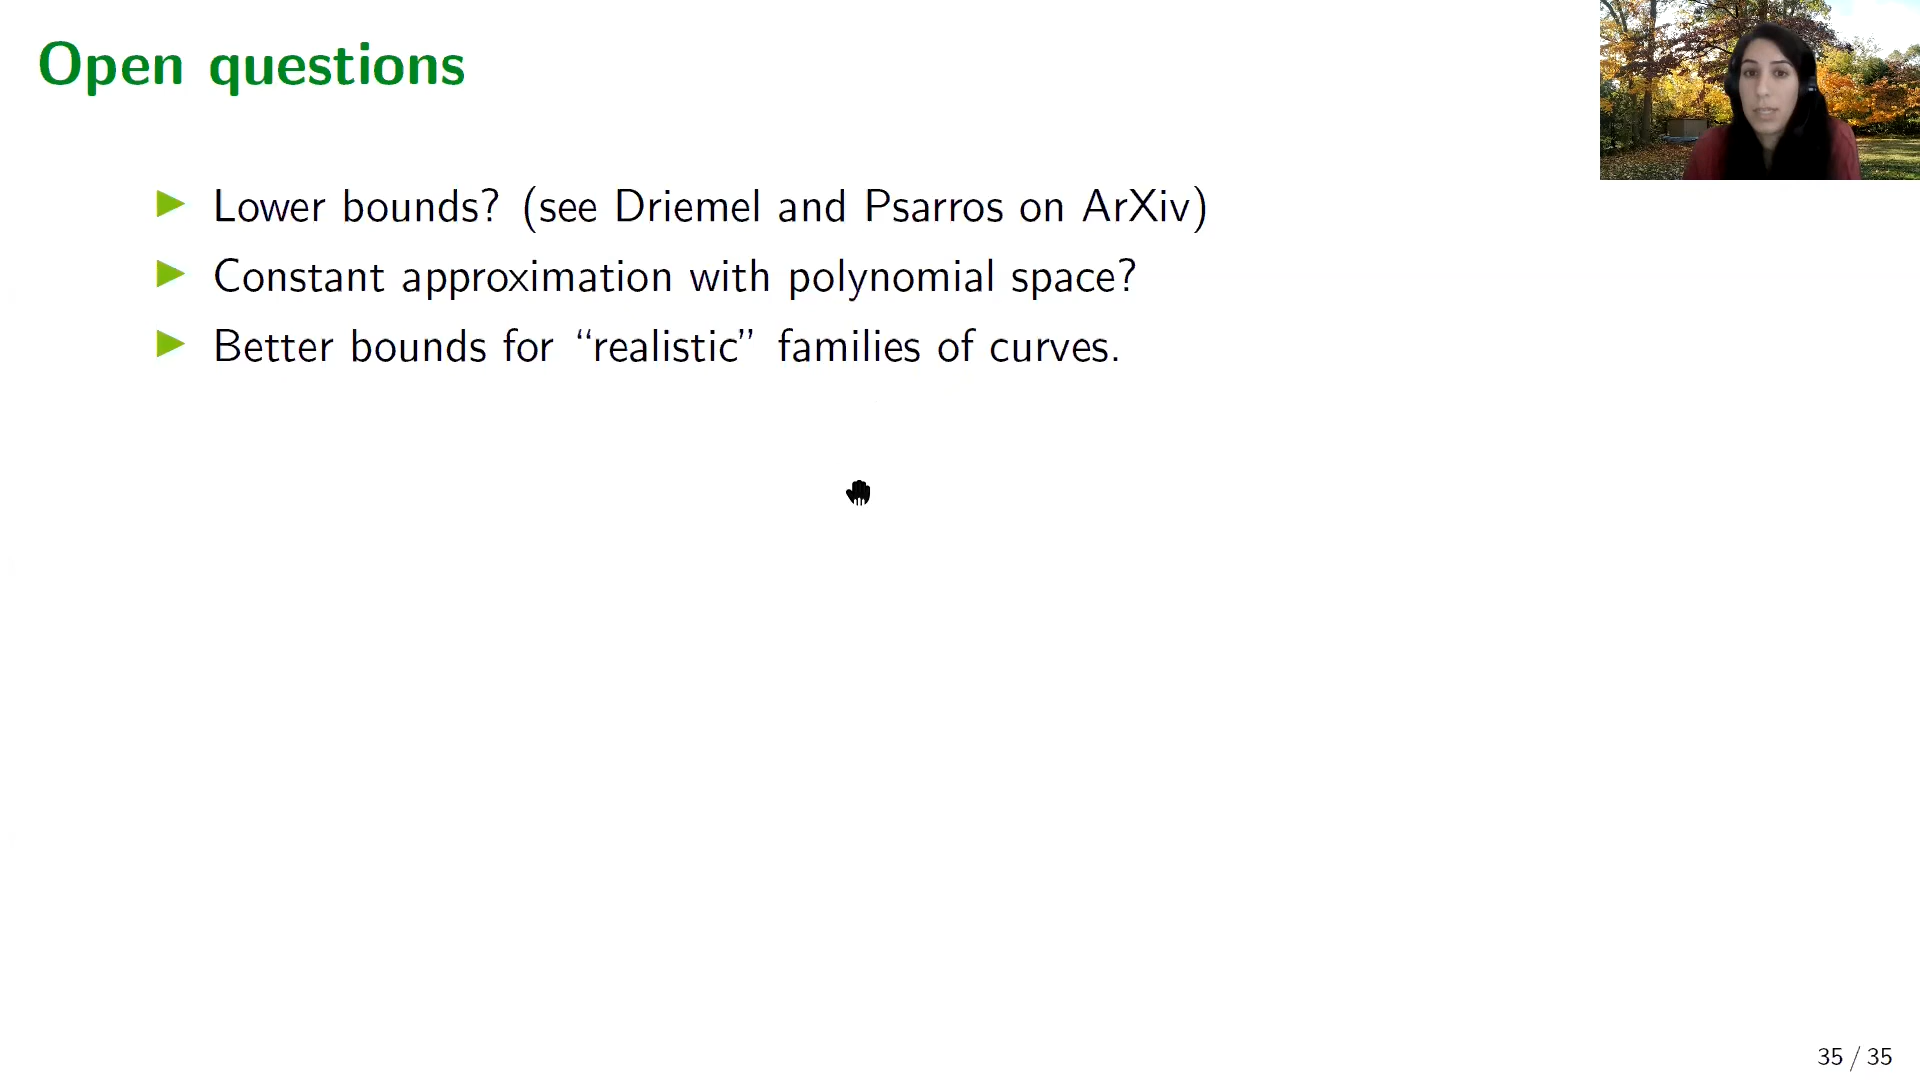 Open questions
Lower bounds? (see Driemel and Psarros on ArXiv)
Constant approximation with polynomial space?
Better bounds for “realistic” families of curves.
35 / 35